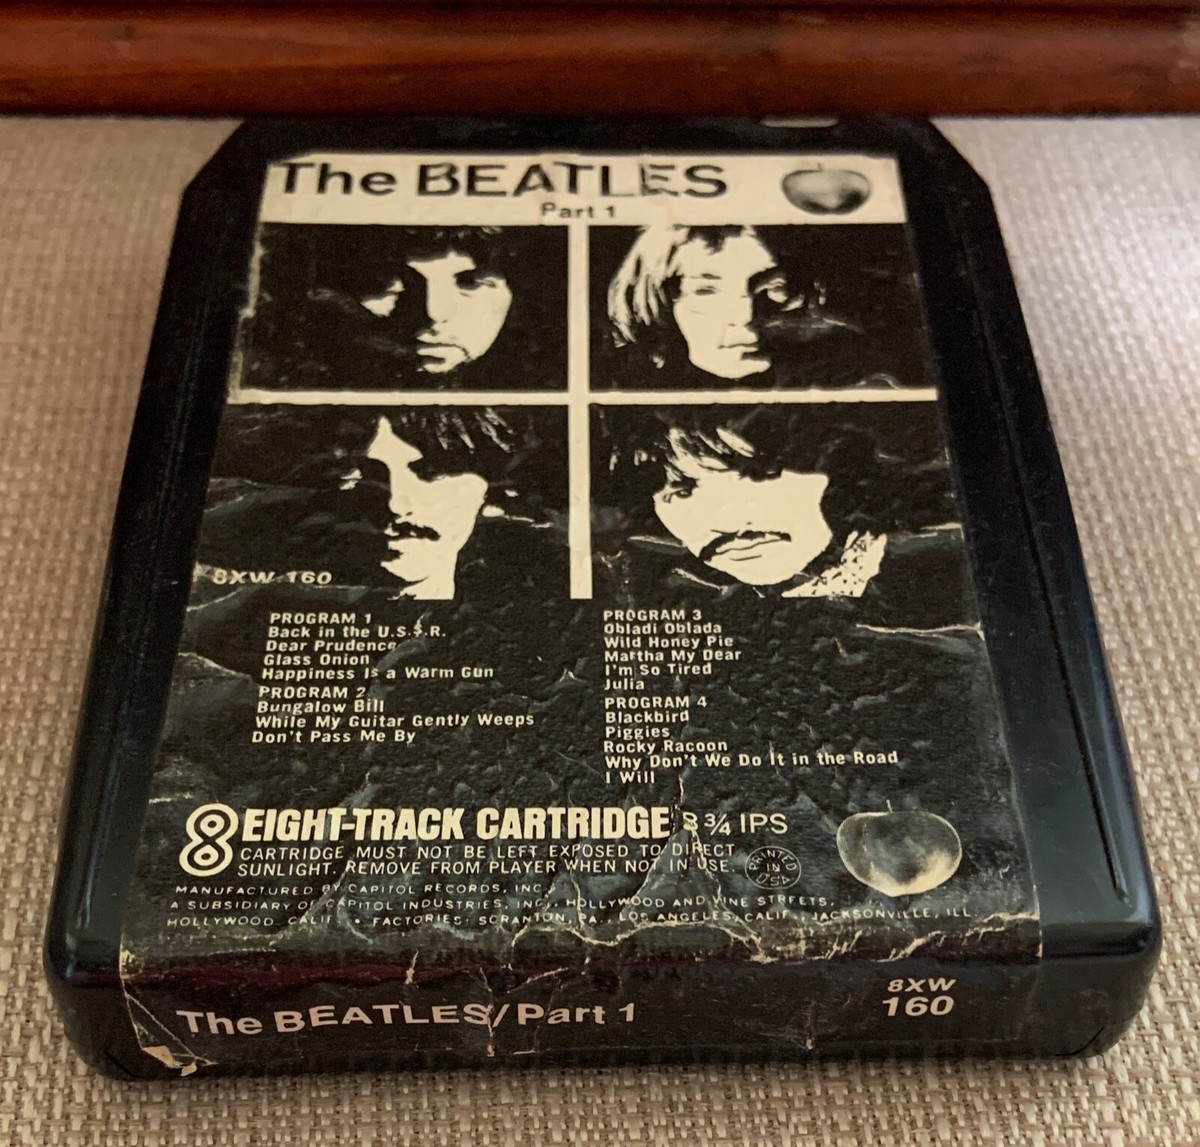 The BEATLES
Part 1
8XW 160
PROGRAM 1
Back in the U.S.S.R.
Dear Prudence
Glass Onion
Happiness Is a Warm Gun
PROGRAM 2
Bungalow Bill
While My Guitar Gently Weeps
Don't Pass Me By
PROGRAM 3
Obladi Oblada
Wild Honey Pie
Martha My Dear
I'm So Tired
Julia
PROGRAM 4
Blackbird
Piggies
Rocky Racoon
Why Don't We Do It in the Road
I Will
8 EIGHT-TRACK CARTRIDGE 3 ¾ IPS
CARTRIDGE MUST NOT BE LEFT EXPOSED TO DIRECT
SUNLIGHT. REMOVE FROM PLAYER WHEN NOT IN USE.
PRINTED IN USA
MANUFACTURED BY CAPITOL RECORDS, INC.,
A SUBSIDIARY OF CAPITOL INDUSTRIES, INC., HOLLYWOOD AND VINE STREETS,
HOLLYWOOD CALIF. • FACTORIES: SCRANTON, PA., LOS ANGELES, CALIF., JACKSONVILLE, ILL.
The BEATLES/Part 1
8XW
160